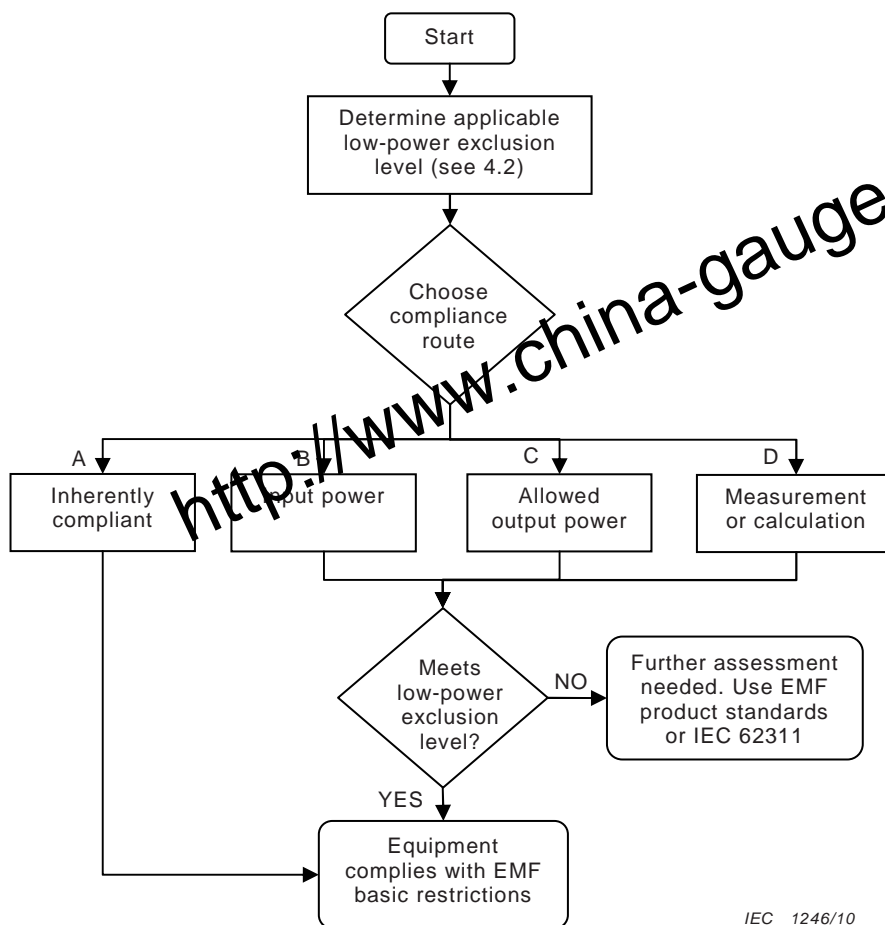 Start
Determine applicable
low-power exclusion
level (see 4.2)
Choose
compliance
route
http://www.china-gauge
A
B
C
D
Inherently
compliant
Input power
Allowed
output power
Measurement
or calculation
Meets
low-power
exclusion
level?
NO
Further assessment
needed. Use EMF
product standards
or IEC 62311
YES
Equipment
complies with EMF
basic restrictions
IEC 1246/10